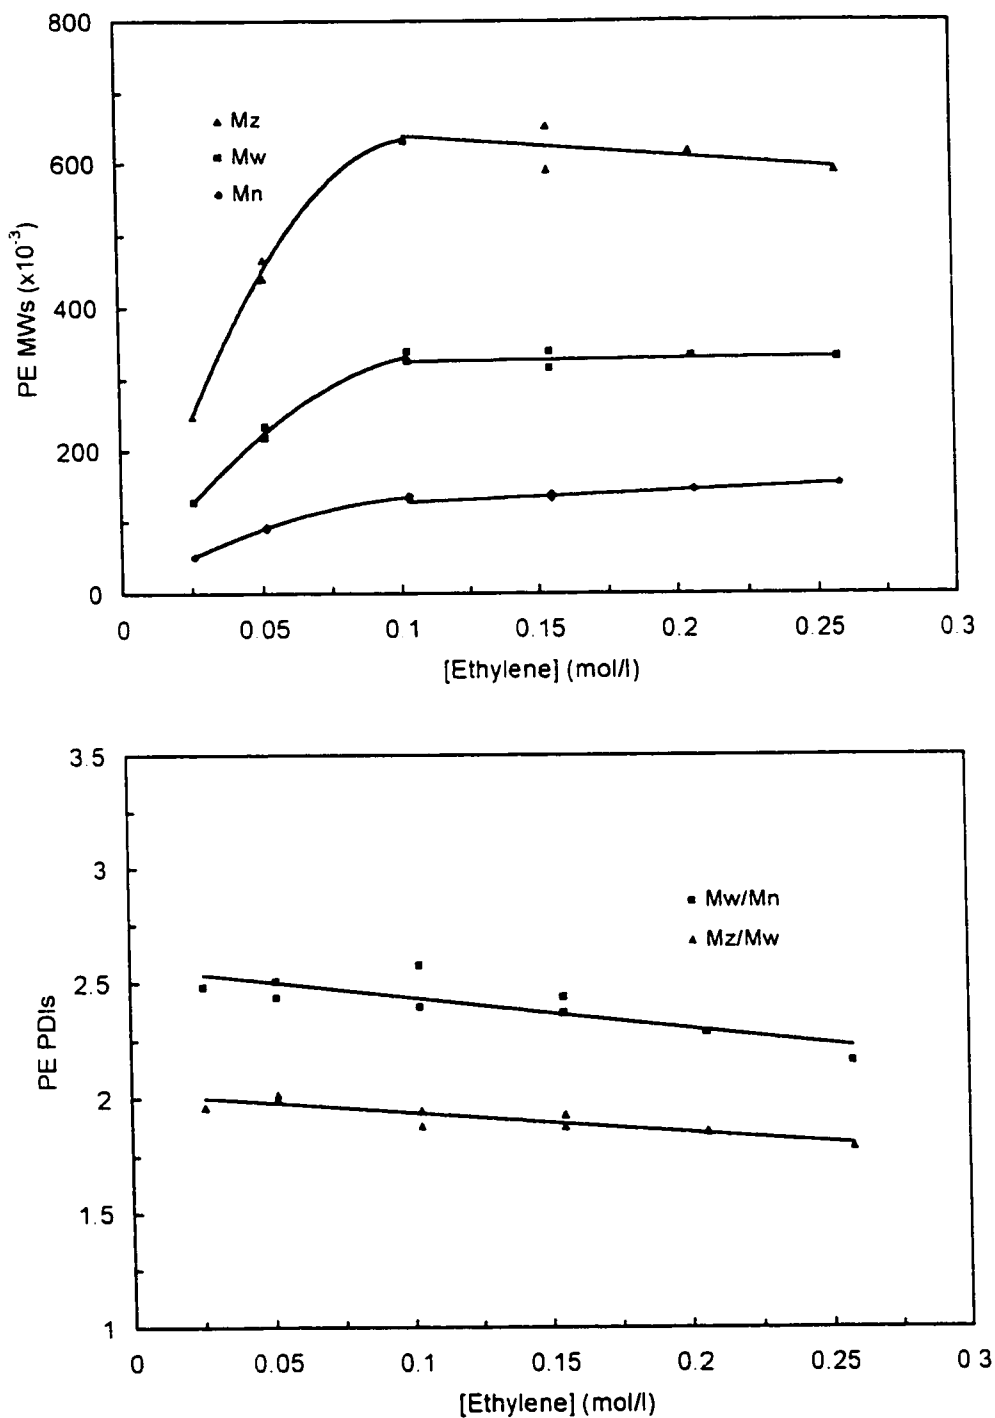 800
600
400
200
0
PE MWs (x10⁻³)
Mz
Mw
Mn
0 0.05 0.1 0.15 0.2 0.25 0.3
[Ethylene] (mol/l)
3.5
3
2.5
2
1.5
1
PE PDIs
Mw/Mn
Mz/Mw
0 0.05 0.1 0.15 0.2 0.25 0.3
[Ethylene] (mol/l)